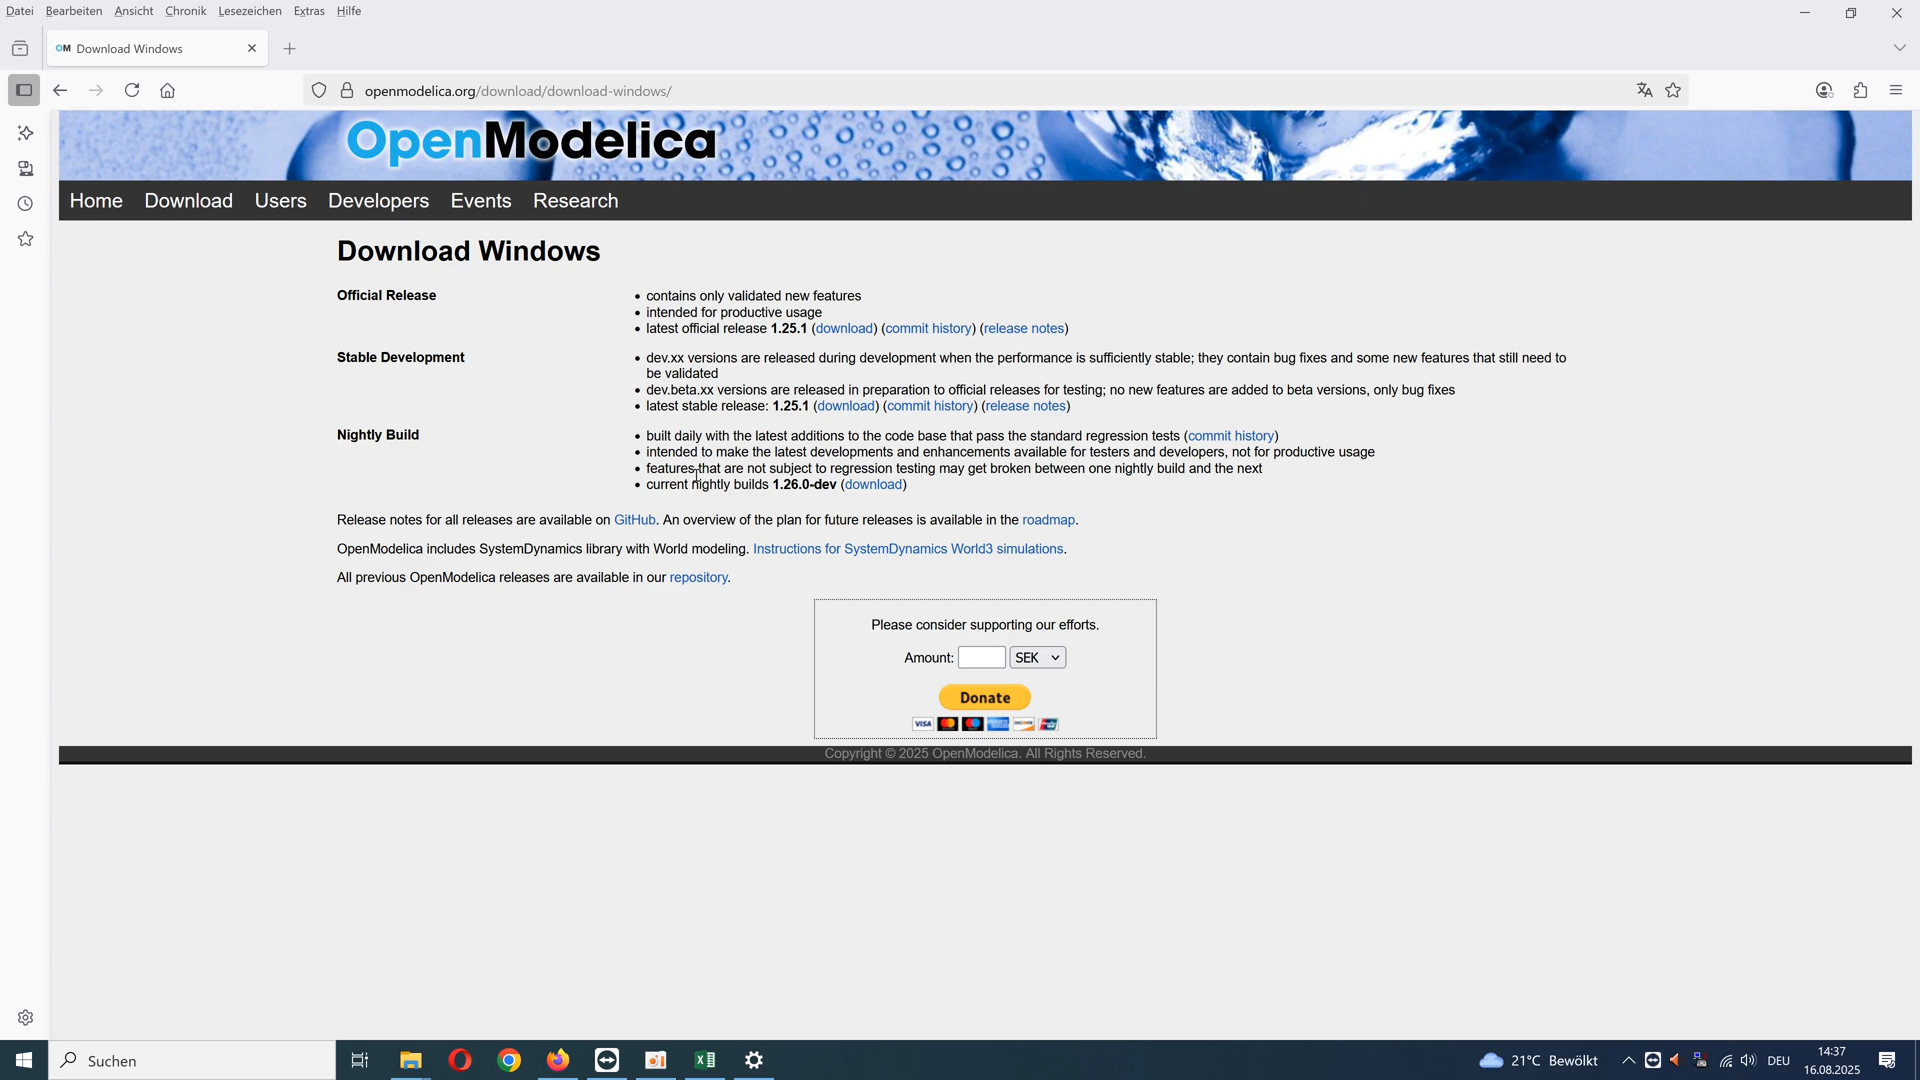 Datei Bearbeiten Ansicht Chronik Lesezeichen Extras Hilfe
OM Download Windows
openmodelica.org/download/download-windows/
OpenModelica
Home Download Users Developers Events Research
Download Windows
Official Release
• contains only validated new features
• intended for productive usage
• latest official release 1.25.1 (download) (commit history) (release notes)
Stable Development
• dev.xx versions are released during development when the performance is sufficiently stable; they contain bug fixes and some new features that still need to
be validated
• dev.beta.xx versions are released in preparation to official releases for testing; no new features are added to beta versions, only bug fixes
• latest stable release: 1.25.1 (download) (commit history) (release notes)
Nightly Build
• built daily with the latest additions to the code base that pass the standard regression tests (commit history)
• intended to make the latest developments and enhancements available for testers and developers, not for productive usage
• features that are not subject to regression testing may get broken between one nightly build and the next
• current nightly builds 1.26.0-dev (download)
Release notes for all releases are available on GitHub. An overview of the plan for future releases is available in the roadmap.
OpenModelica includes SystemDynamics library with World modeling. Instructions for SystemDynamics World3 simulations.
All previous OpenModelica releases are available in our repository.
Please consider supporting our efforts.
Amount: SEK
Donate
VISA
Copyright © 2025 OpenModelica. All Rights Reserved.
Suchen
21°C Bewölkt
DEU
14:37
16.08.2025